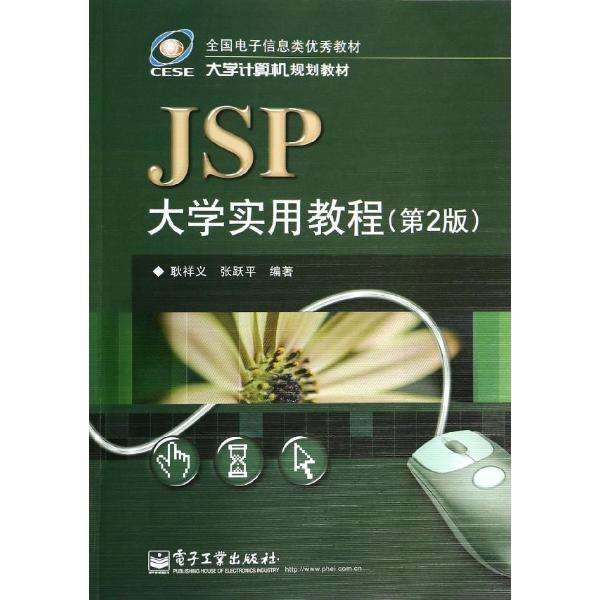 全国电子信息类优秀教材
CESE 大学计算机规划教材
JSP
大学实用教程(第2版)
◆ 耿祥义 张跃平 编著
电子工业出版社
PUBLISHING HOUSE OF ELECTRONICS INDUSTRY
http://www.phei.com.cn